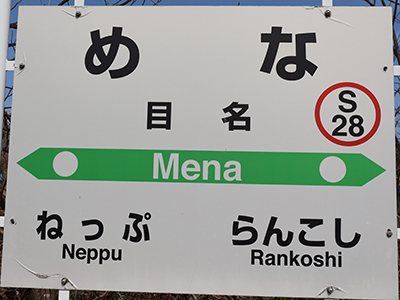 めな
目名
S
28
Mena
ねっぷ
Neppu
らんこし
Rankoshi